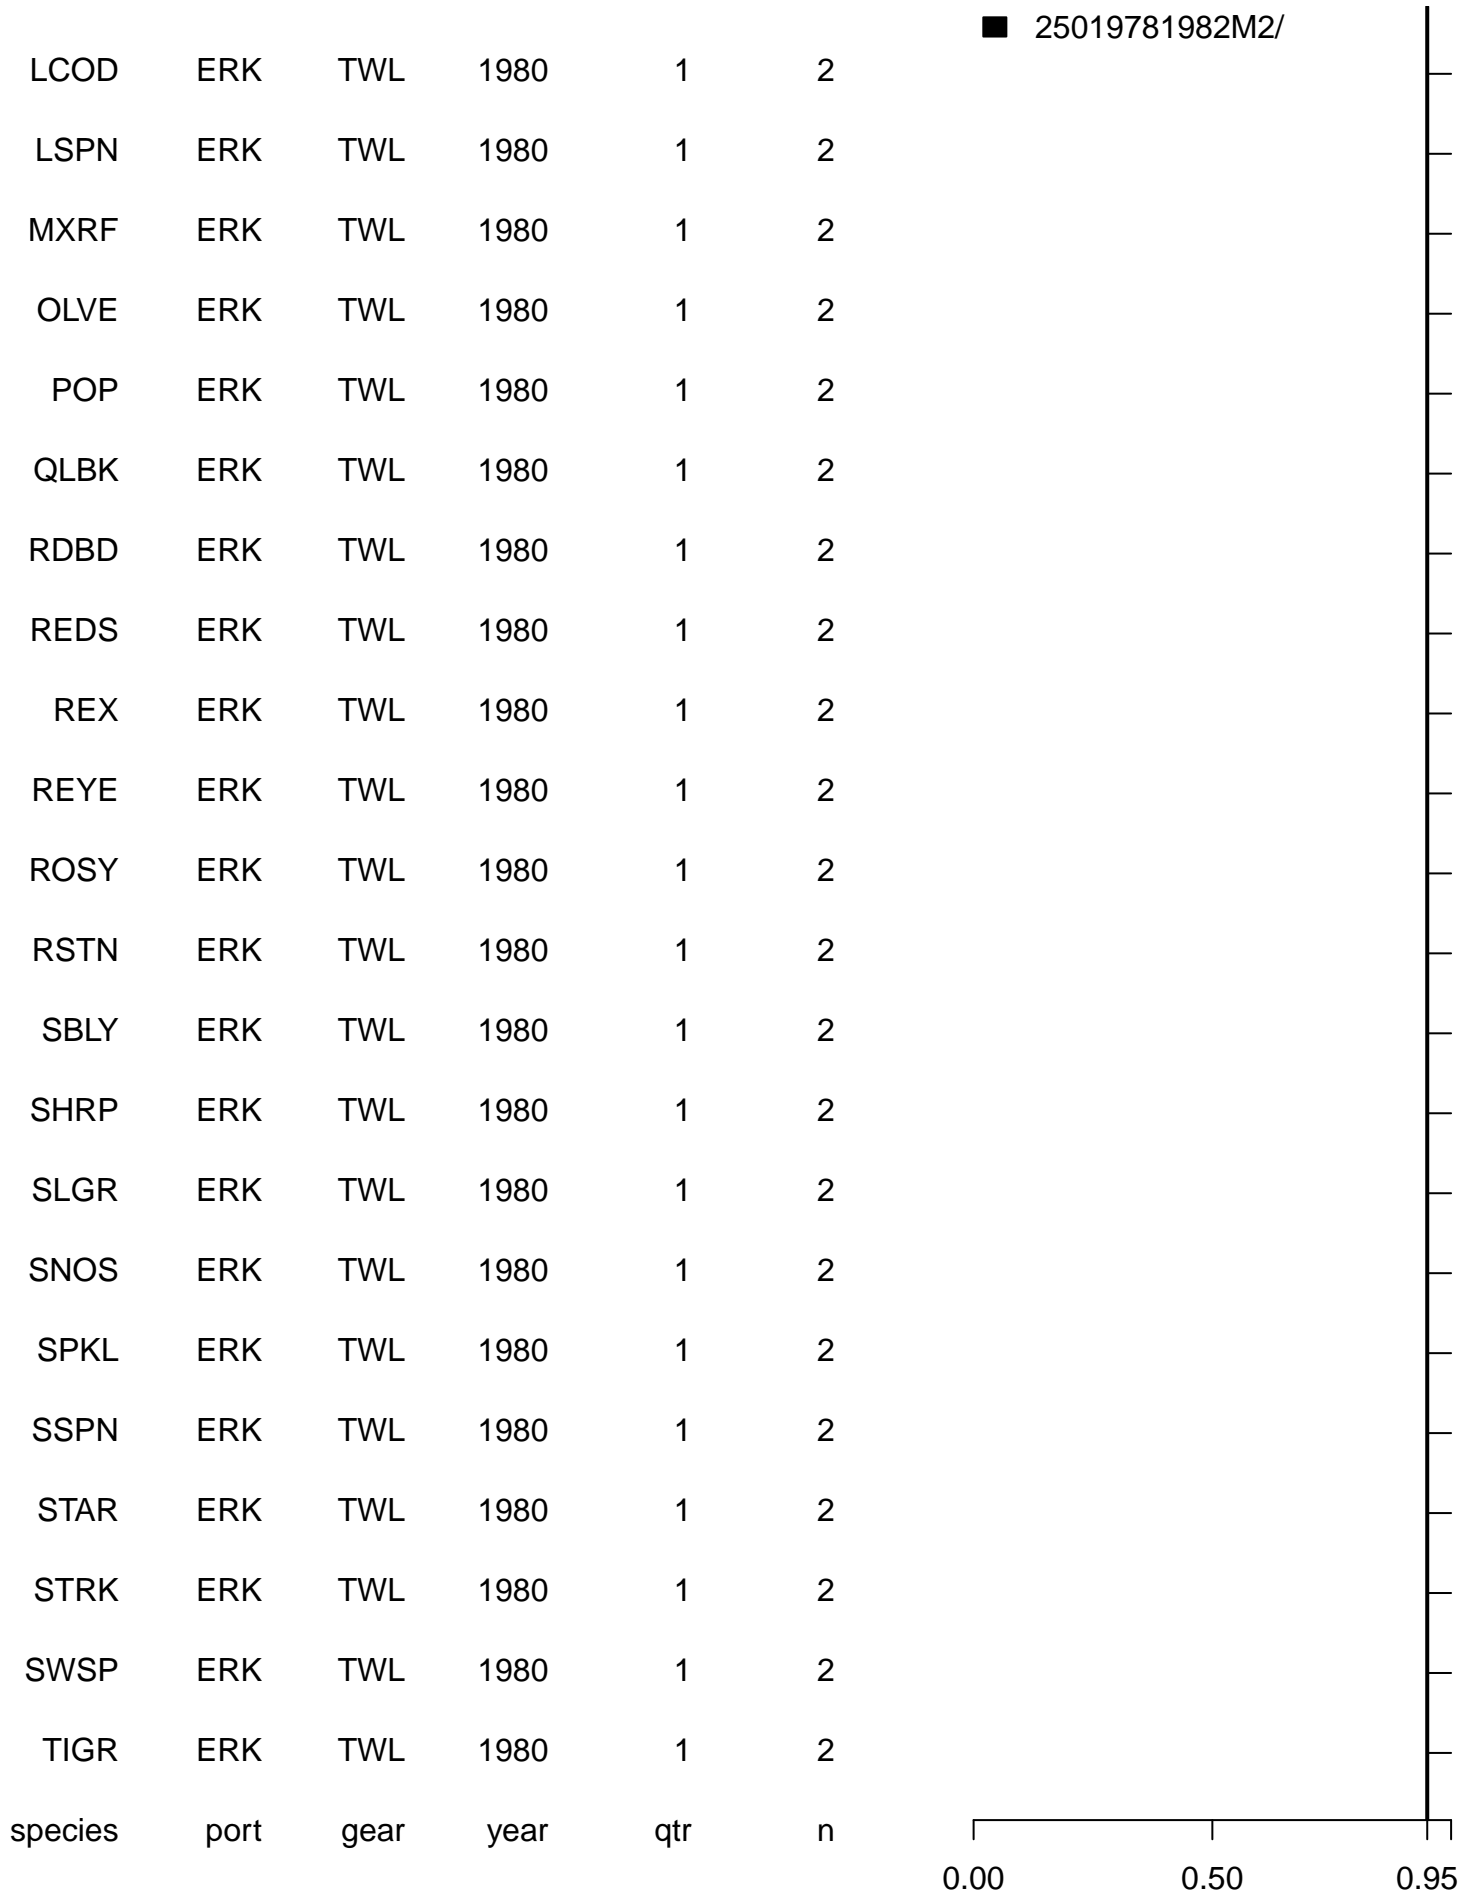 25019781982M2/
LCOD ERK TWL 1980 1 2
LSPN ERK TWL 1980 1 2
MXRF ERK TWL 1980 1 2
OLVE ERK TWL 1980 1 2
POP ERK TWL 1980 1 2
QLBK ERK TWL 1980 1 2
RDBD ERK TWL 1980 1 2
REDS ERK TWL 1980 1 2
REX ERK TWL 1980 1 2
REYE ERK TWL 1980 1 2
ROSY ERK TWL 1980 1 2
RSTN ERK TWL 1980 1 2
SBLY ERK TWL 1980 1 2
SHRP ERK TWL 1980 1 2
SLGR ERK TWL 1980 1 2
SNOS ERK TWL 1980 1 2
SPKL ERK TWL 1980 1 2
SSPN ERK TWL 1980 1 2
STAR ERK TWL 1980 1 2
STRK ERK TWL 1980 1 2
SWSP ERK TWL 1980 1 2
TIGR ERK TWL 1980 1 2
species port gear year qtr n
0.00 0.50 0.95